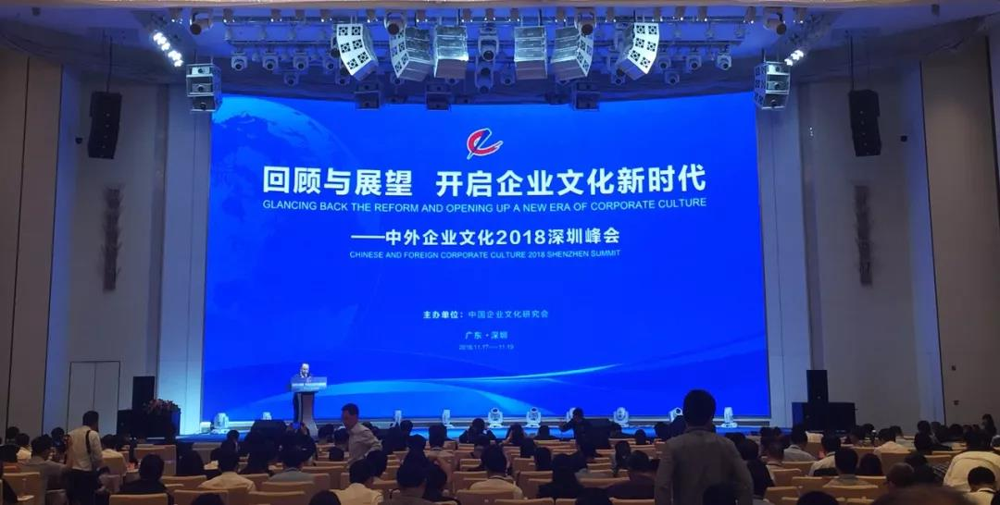 回顾与展望 开启企业文化新时代
GLANCING BACK THE REFORM AND OPENING UP A NEW ERA OF CORPORATE CULTURE
——中外企业文化2018深圳峰会
CHINESE AND FOREIGN CORPORATE CULTURE 2018 SHENZHEN SUMMIT
主办单位：中国企业文化研究会
广东·深圳
2018.11.17——11.19